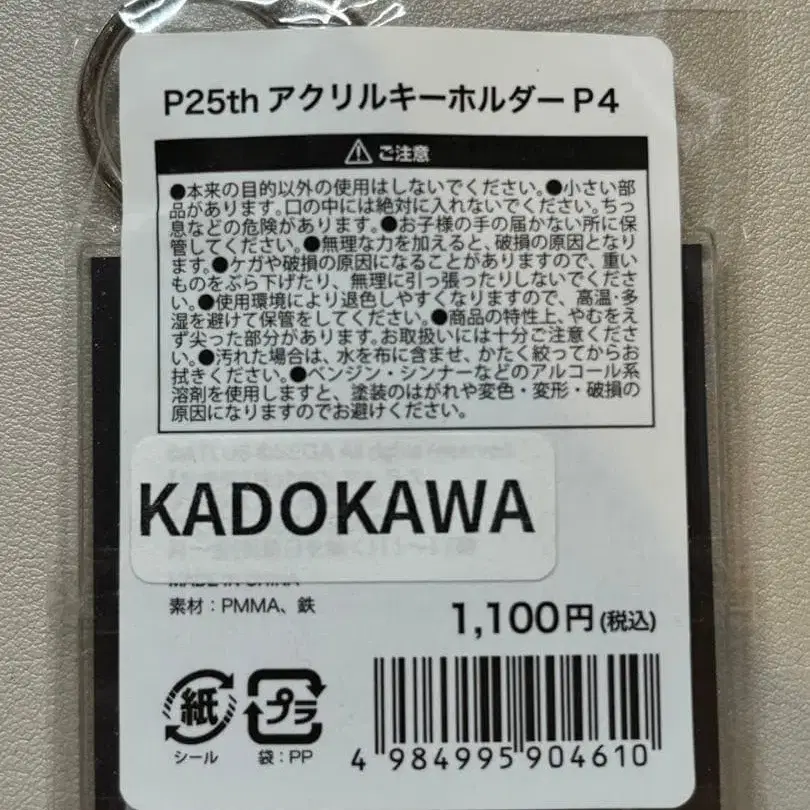 P25th アクリルキーホルダー P4
ご注意
●本来の目的以外の使用はしないでください。●小さい部
品があります。口の中には絶対に入れないでください。ちっ
息などの危険があります。●お子様の手の届かない所に保
管してください。●無理な力を加えると、破損の原因となり
ます。●ケガや破損の原因になることがありますので、重い
ものをぶら下げたり、無理に引っ張ったりしないでくださ
い。●使用環境により退色しやすくなりますので、高温・多
湿を避けて保管をしてください。●商品の特性上、やむをえ
ず尖った部分があります。お取扱いには十分ご注意くださ
い。●汚れた場合は、水を布に含ませ、かたく絞ってからお
拭きください。●ベンジン・シンナーなどのアルコール系
溶剤を使用しますと、塗装のはがれや変色・変形・破損の
原因になりますのでお避けください。
KADOKAWA
MADE IN CHINA
素材：PMMA、鉄
1,100円(税込)
紙
シール
プラ
袋：PP
4 984995 904610